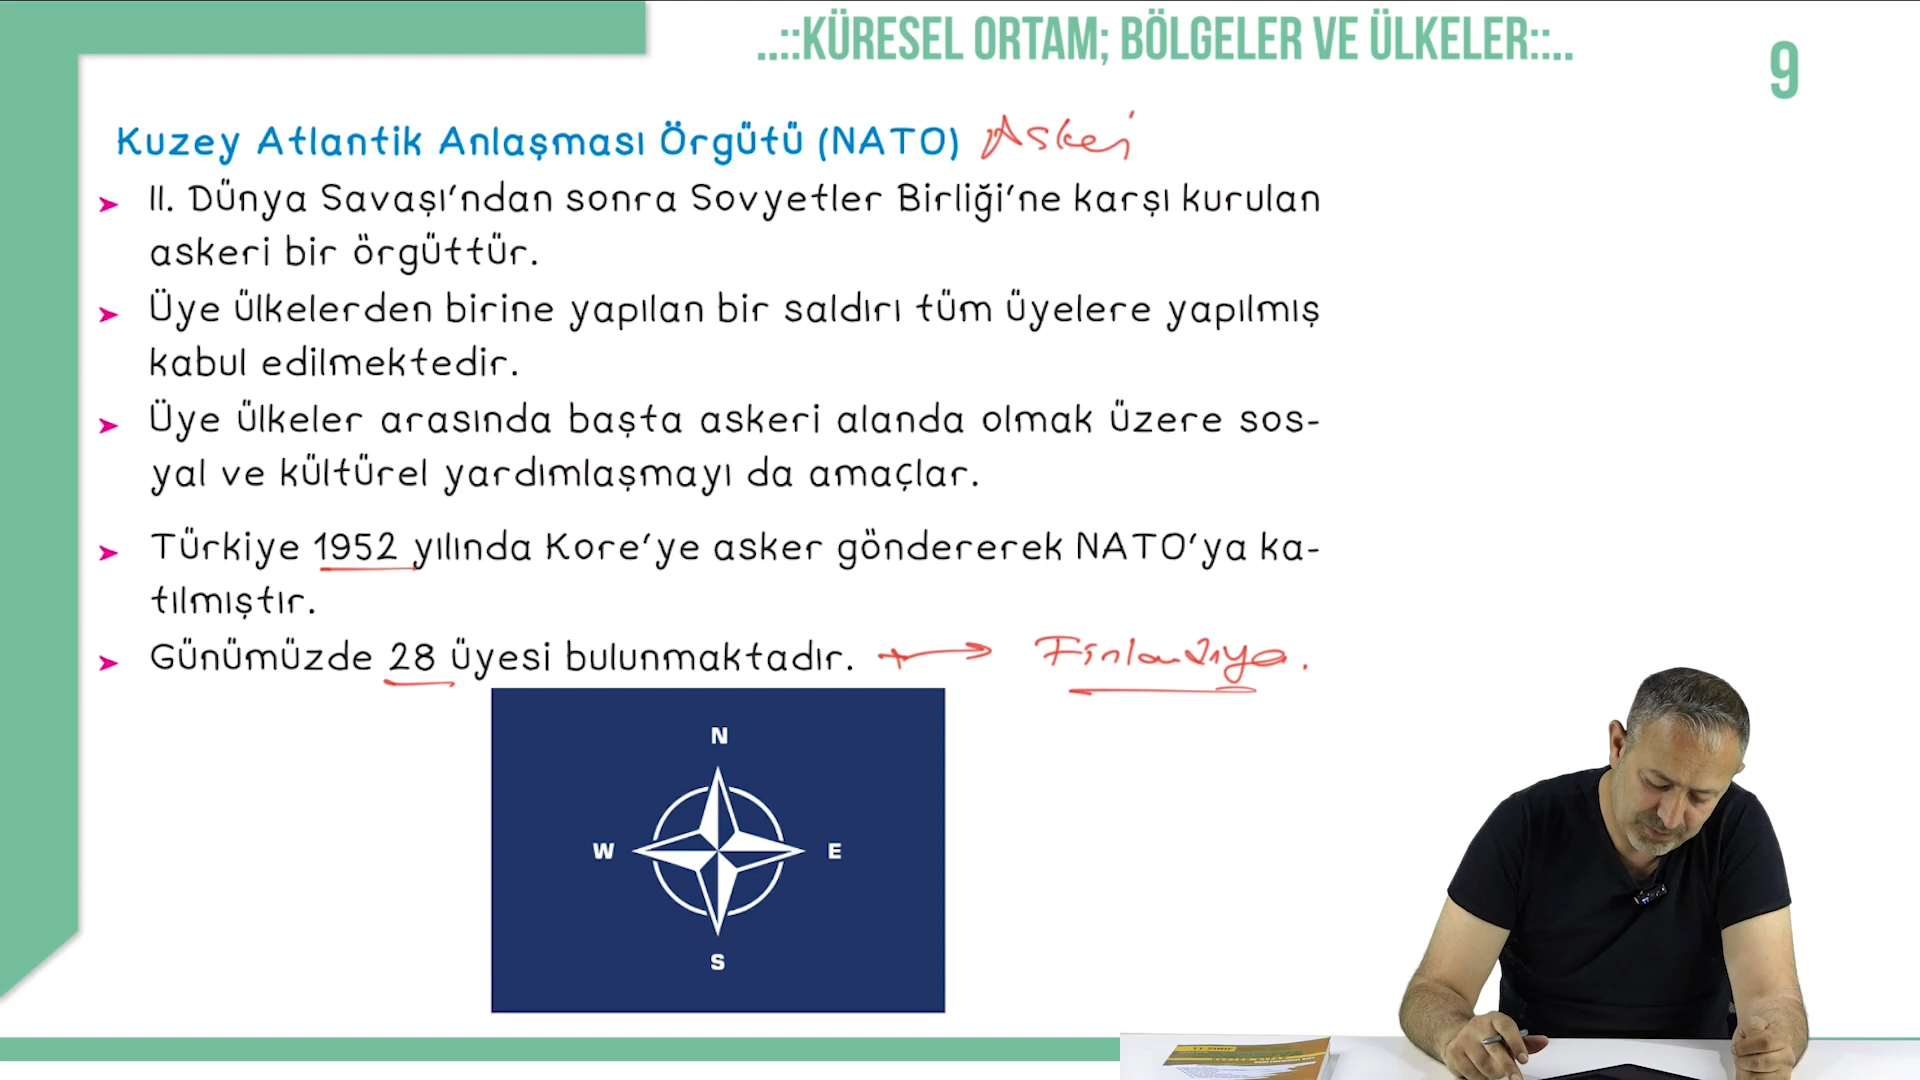 ..::KÜRESEL ORTAM; BÖLGELER VE ÜLKELER::..
9
Kuzey Atlantik Anlaşması Örgütü (NATO) Askeri
➤ II. Dünya Savaşı'ndan sonra Sovyetler Birliği'ne karşı kurulan
askeri bir örgüttür.
➤ Üye ülkelerden birine yapılan bir saldırı tüm üyelere yapılmış
kabul edilmektedir.
➤ Üye ülkeler arasında başta askeri alanda olmak üzere sos-
yal ve kültürel yardımlaşmayı da amaçlar.
➤ Türkiye 1952 yılında Kore'ye asker göndererek NATO'ya ka-
tılmıştır.
➤ Günümüzde 28 üyesi bulunmaktadır. + → Finlandiya.
N
W E
S
11. SINIF